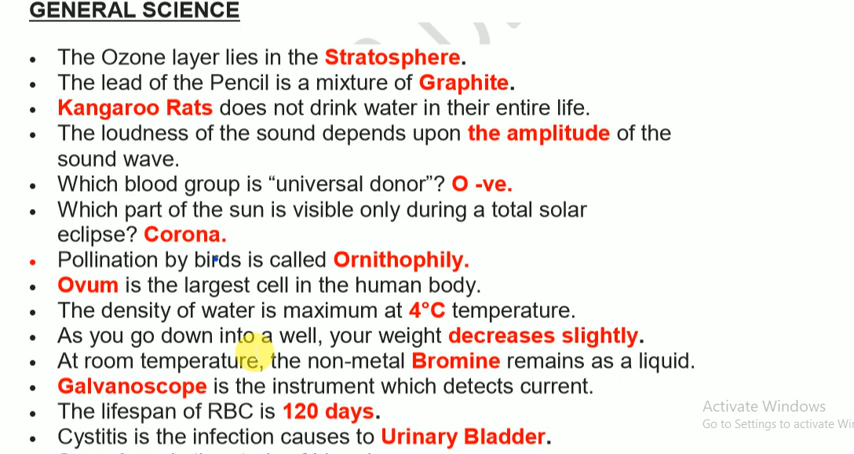 GENERAL SCIENCE
• The Ozone layer lies in the Stratosphere.
• The lead of the Pencil is a mixture of Graphite.
• Kangaroo Rats does not drink water in their entire life.
• The loudness of the sound depends upon the amplitude of the
sound wave.
• Which blood group is “universal donor”? O -ve.
• Which part of the sun is visible only during a total solar
eclipse? Corona.
• Pollination by birds is called Ornithophily.
• Ovum is the largest cell in the human body.
• The density of water is maximum at 4°C temperature.
• As you go down into a well, your weight decreases slightly.
• At room temperature, the non-metal Bromine remains as a liquid.
• Galvanoscope is the instrument which detects current.
• The lifespan of RBC is 120 days.
• Cystitis is the infection causes to Urinary Bladder.
Activate Windows
Go to Settings to activate